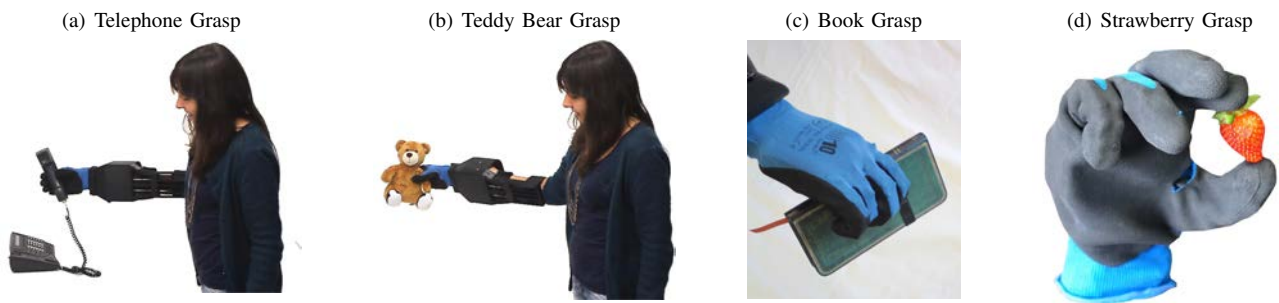 (a) Telephone Grasp
(b) Teddy Bear Grasp
(c) Book Grasp
(d) Strawberry Grasp
10